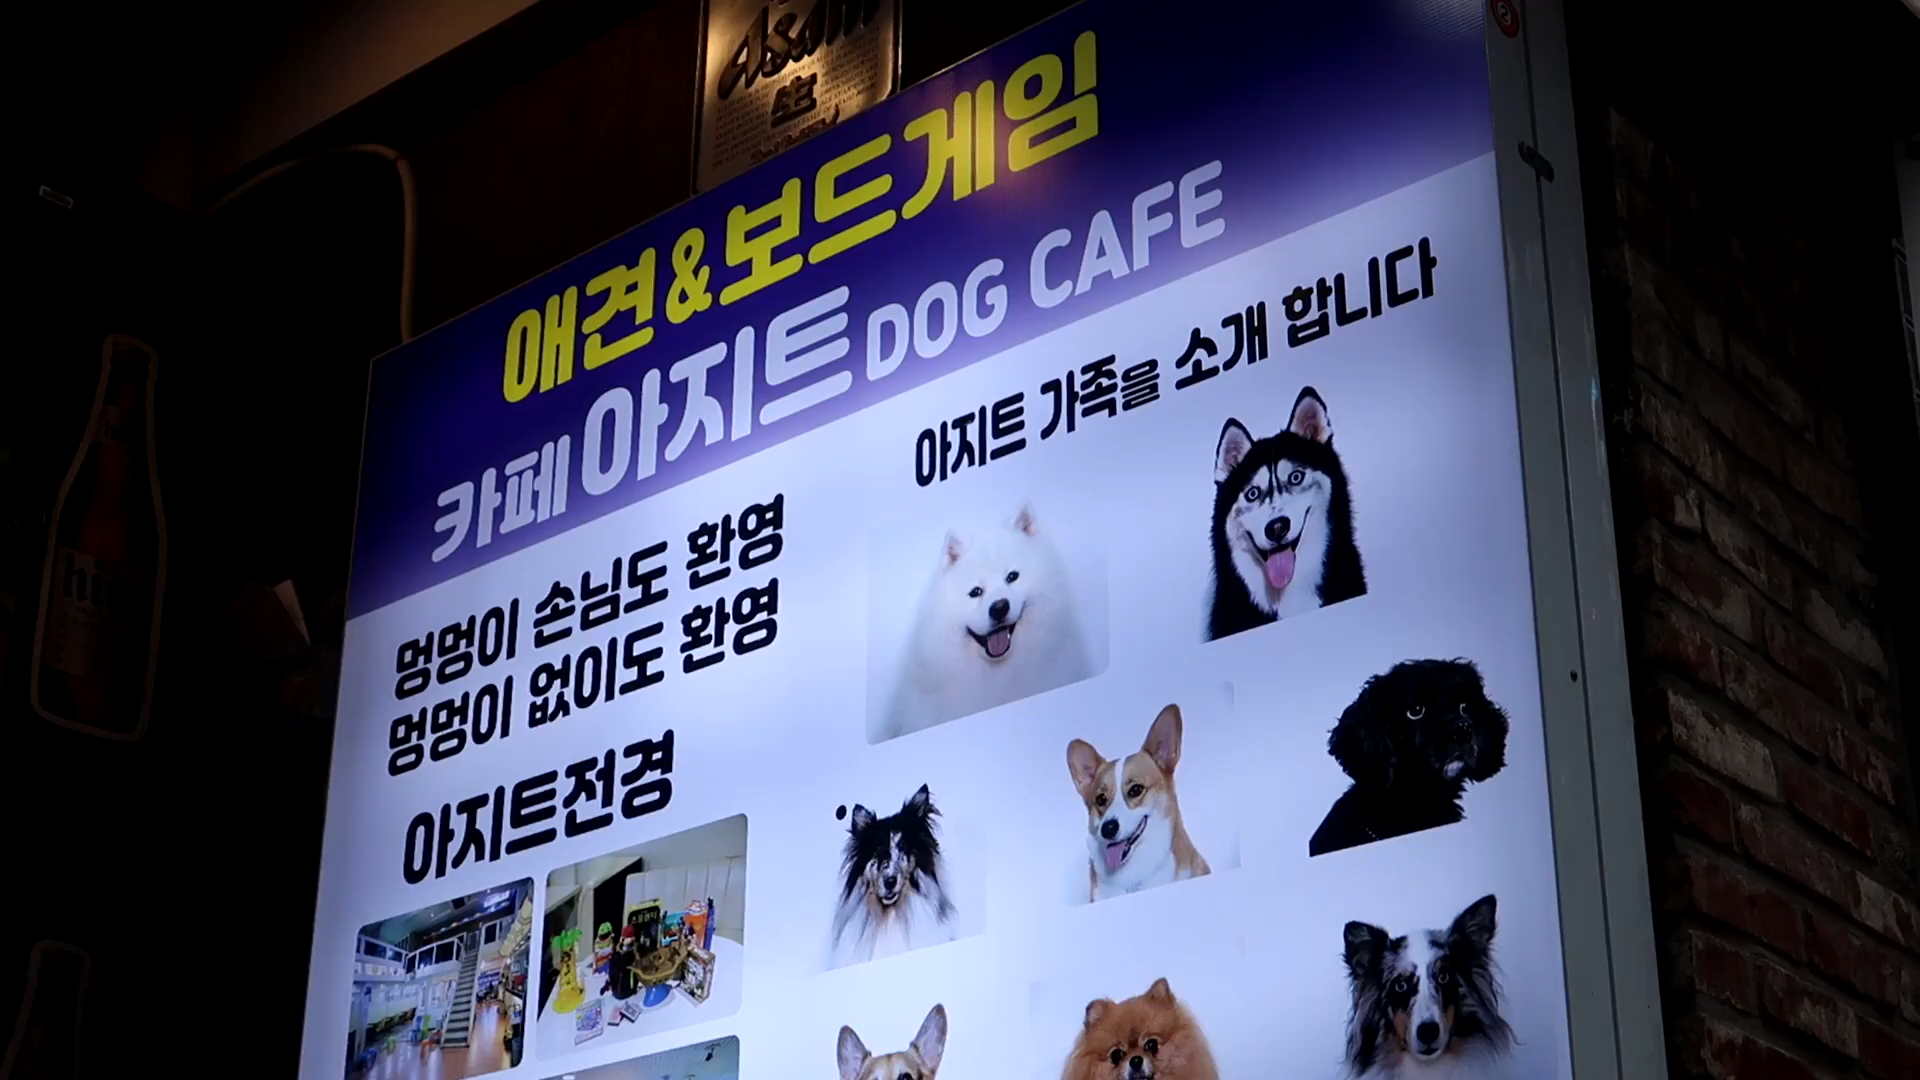 Asahi
生
애견&보드게임
카페 아지트 DOG CAFE
아지트 가족을 소개 합니다
멍멍이 손님도 환영
멍멍이 없이도 환영
아지트전경